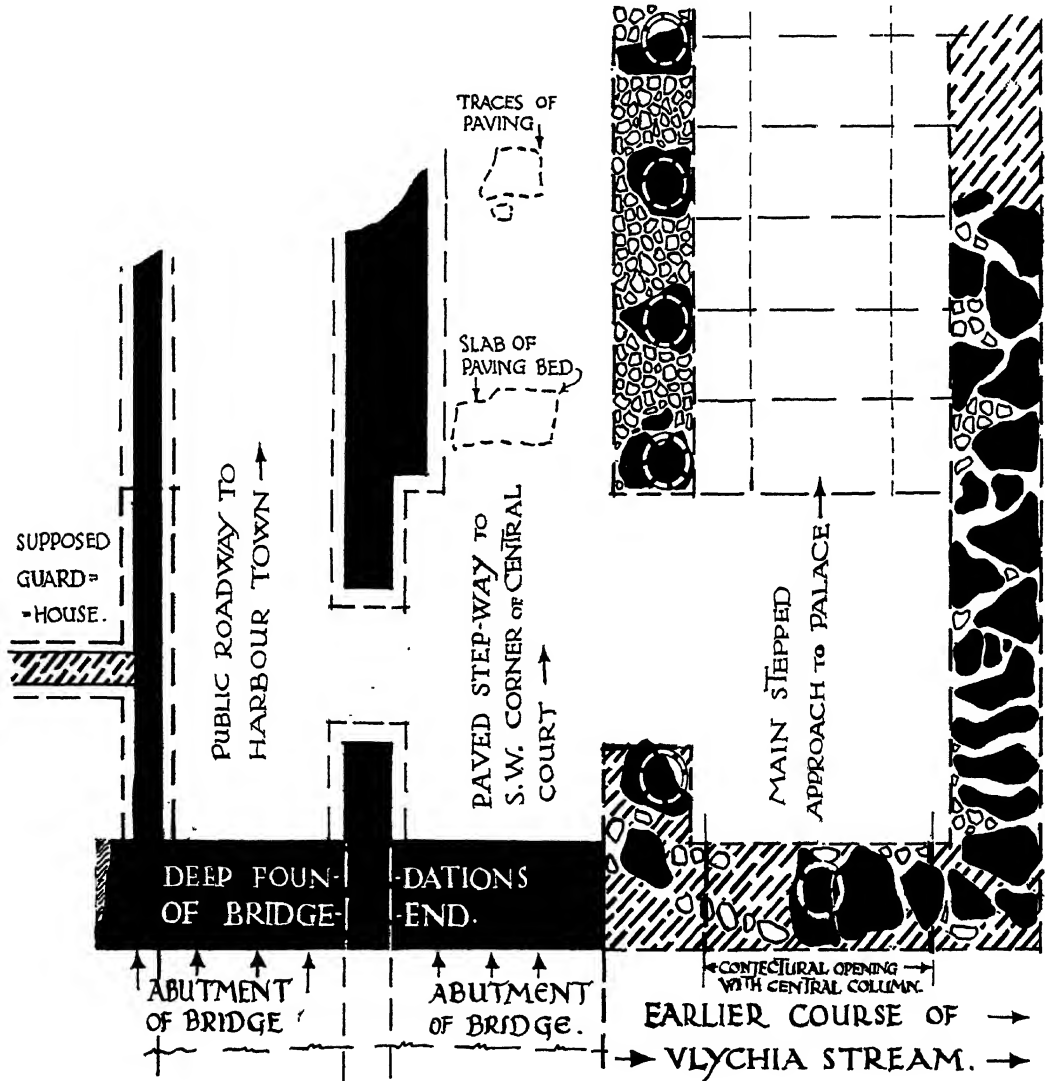 TRACES OF
PAVING
SLAB OF
PAVING BED
SUPPOSED
GUARD=
=HOUSE.
PUBLIC ROADWAY TO
HARBOUR TOWN
PAVED STEP-WAY TO
S.W. CORNER OF CENTRAL
COURT
MAIN STEPPED
APPROACH TO PALACE
DEEP FOUN- -DATIONS
OF BRIDGE- -END.
ABUTMENT
OF BRIDGE
ABUTMENT
OF BRIDGE.
CONJECTURAL OPENING
WITH CENTRAL COLUMN.
EARLIER COURSE OF
VLYCHIA STREAM.